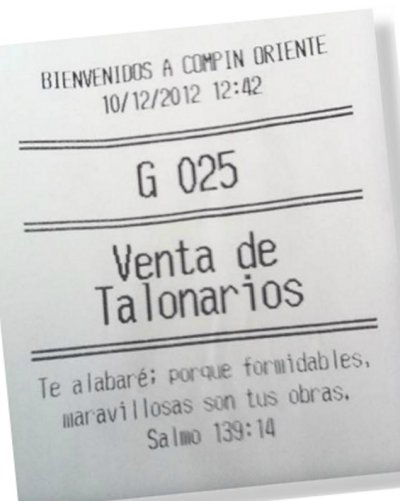 BIENVENIDOS A COMPIN ORIENTE
10/12/2012 12:42
G 025
Venta de
Talonarios
Te alabaré; porque formidables,
maravillosas son tus obras.
Salmo 139:14